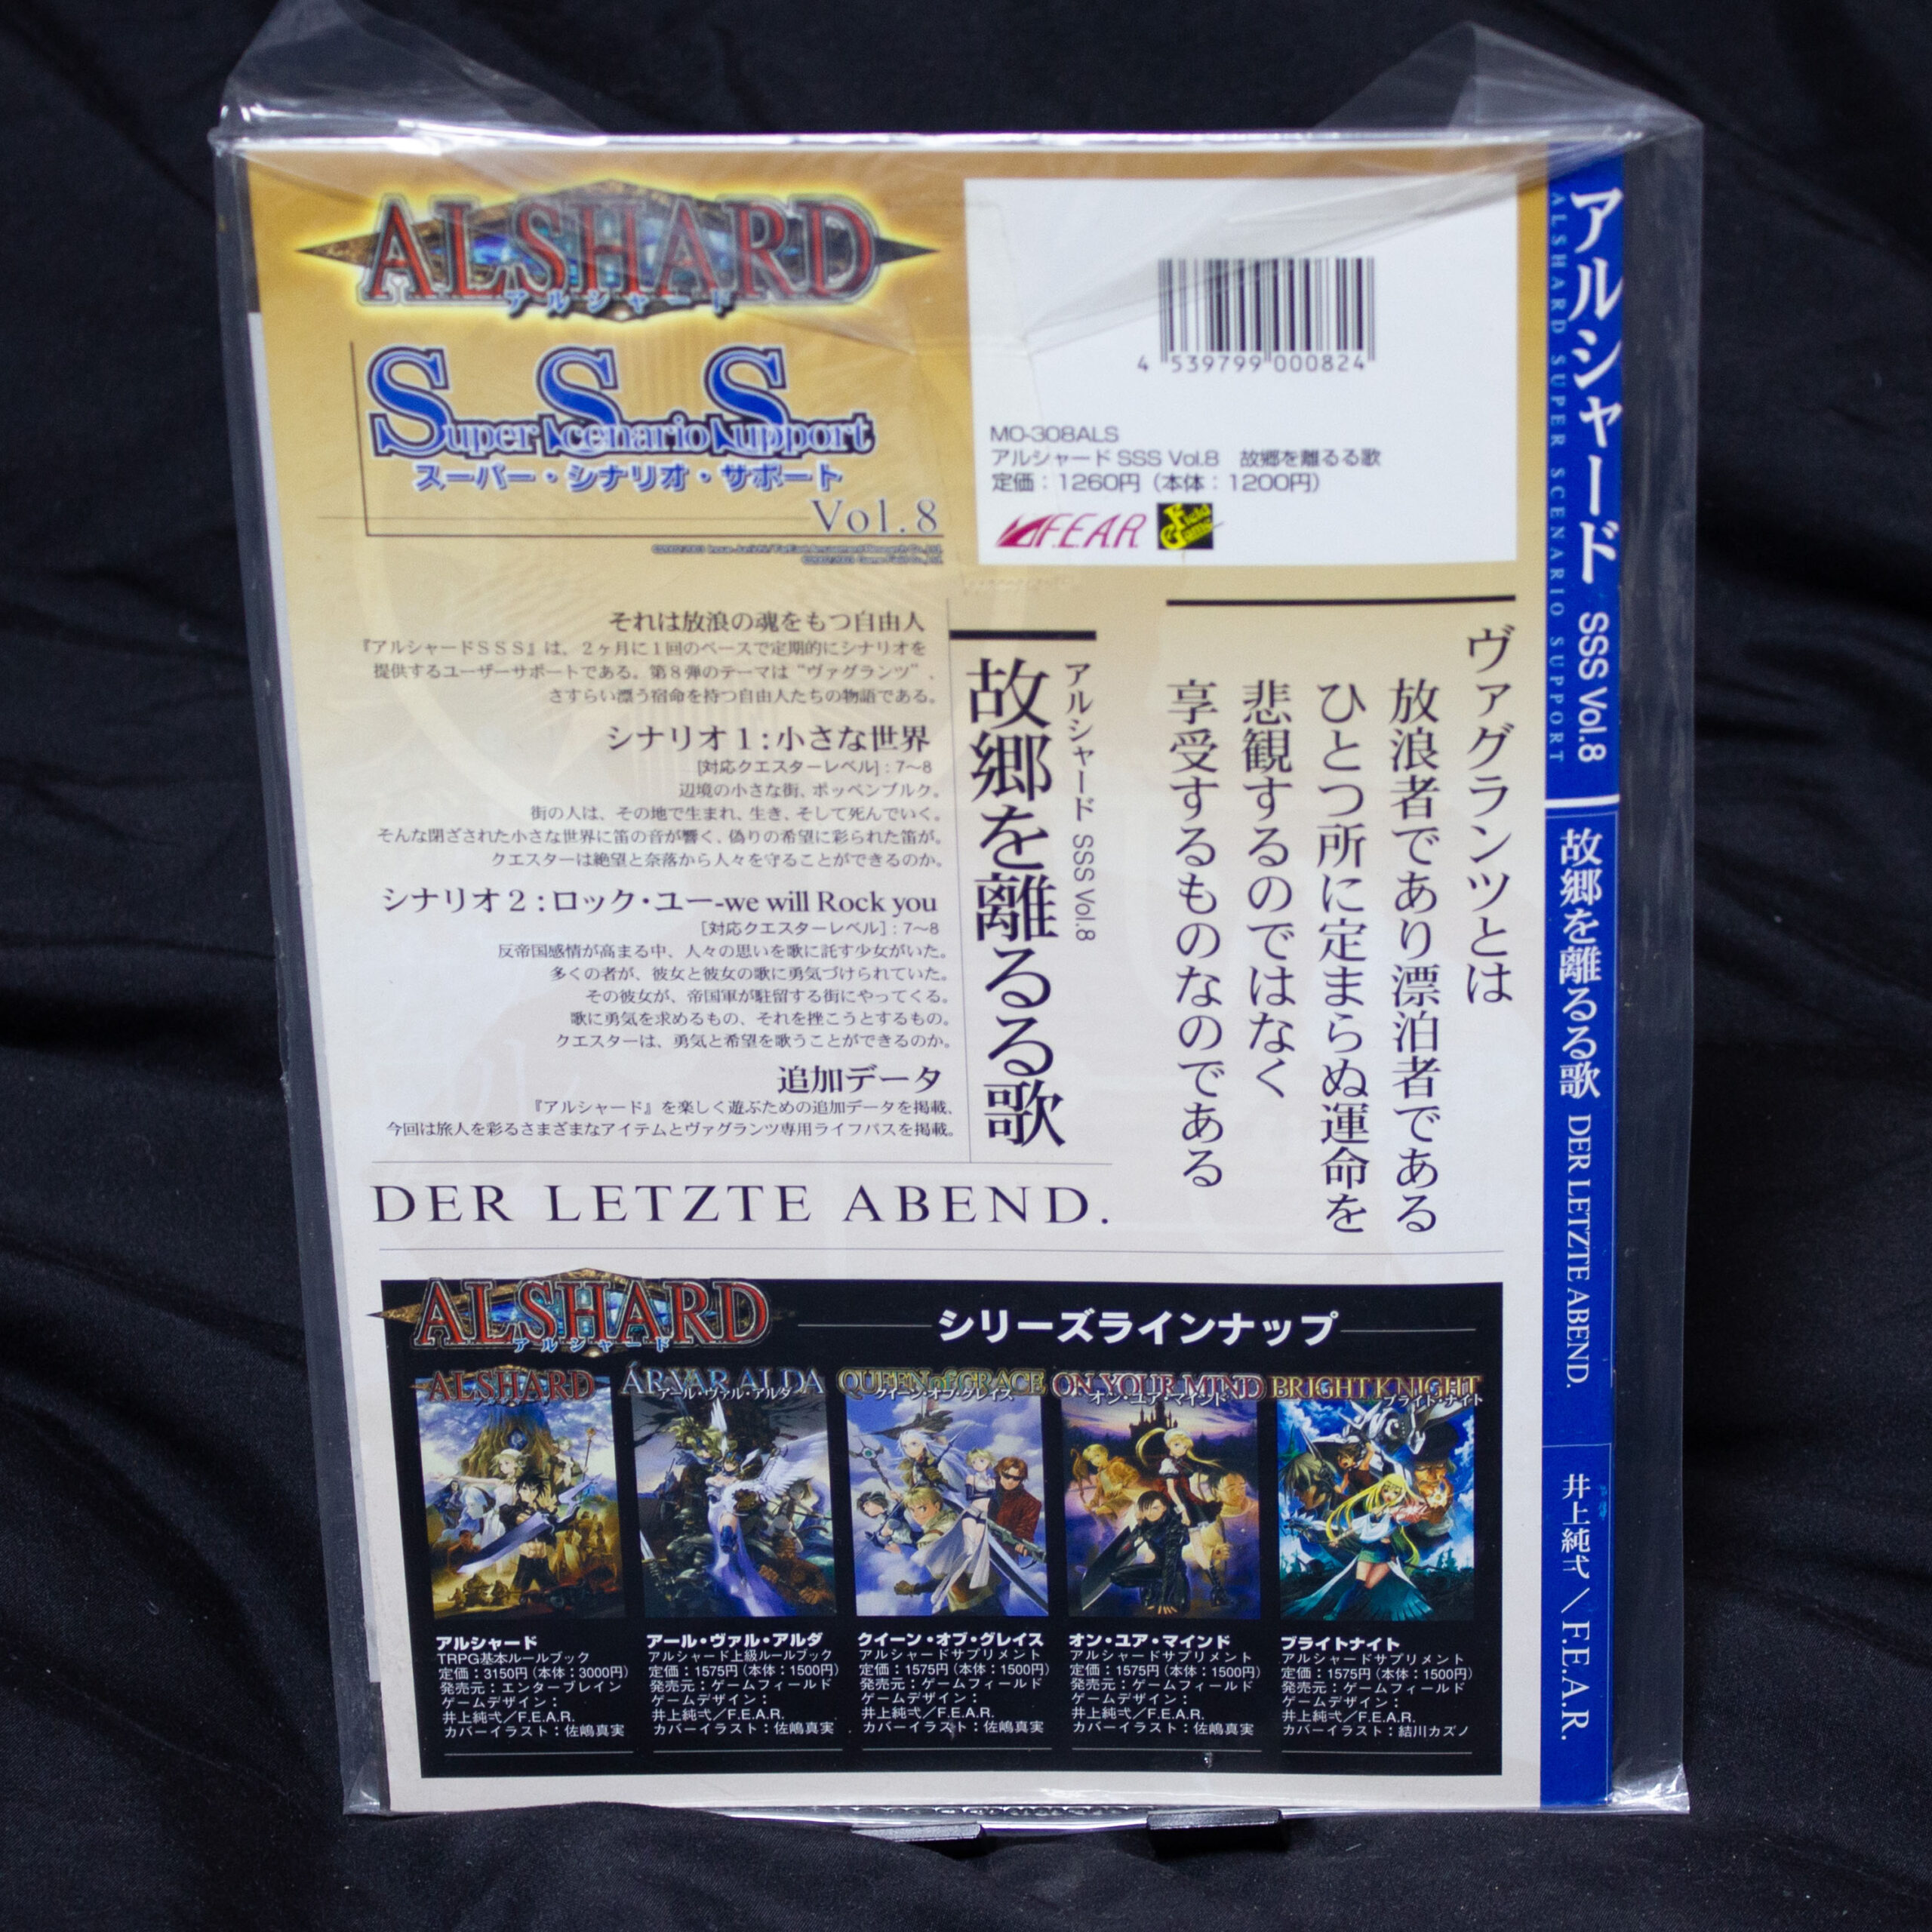 ALSHARD
アルシャード
Super Scenario Support
スーパー・シナリオ・サポート
Vol.8
4 539799 000824
MO-308ALS
アルシャード SSS Vol.8 故郷を離るる歌
定価：1260円（本体：1200円）
F.E.A.R.
Field Game
ヴァグランツとは
放浪者であり漂泊者である
ひとつ所に定まらぬ運命を
悲観するのではなく
享受するものなのである
アルシャード SSS Vol.8
故郷を離るる歌
それは放浪の魂をもつ自由人
『アルシャードＳＳＳ』は、２ヶ月に１回のペースで定期的にシナリオを
提供するユーザーサポートである。第８弾のテーマは“ヴァグランツ”、
さすらい漂う宿命を持つ自由人たちの物語である。
シナリオ１：小さな世界
[対応クエスターレベル]：7〜8
辺境の小さな街、ポッペンブルク。
街の人は、その地で生まれ、生き、そして死んでいく。
そんな閉ざされた小さな世界に笛の音が響く、偽りの希望に彩られた笛が。
クエスターは絶望と奈落から人々を守ることができるのか。
シナリオ２：ロック・ユー-we will Rock you
[対応クエスターレベル]：7〜8
反帝国感情が高まる中、人々の思いを歌に託す少女がいた。
多くの者が、彼女と彼女の歌に勇気づけられていた。
その彼女が、帝国軍が駐留する街にやってくる。
歌に勇気を求めるもの、それを挫こうとするもの。
クエスターは、勇気と希望を歌うことができるのか。
追加データ
『アルシャード』を楽しく遊ぶための追加データを掲載、
今回は旅人を彩るさまざまなアイテムとヴァグランツ専用ライフパスを掲載。
DER LETZTE ABEND.
ALSHARD
アルシャード
シリーズラインナップ
ALSHARD
アルシャード
アルシャード
TRPG基本ルールブック
定価：3150円（本体：3000円）
発売元：エンターブレイン
ゲームデザイン：
井上純弌／F.E.A.R.
カバーイラスト：佐嶋真実
ÁRVAR ALDA
アール・ヴァル・アルダ
アール・ヴァル・アルダ
アルシャード上級ルールブック
定価：1575円（本体：1500円）
発売元：ゲームフィールド
ゲームデザイン：
井上純弌／F.E.A.R.
カバーイラスト：佐嶋真実
QUEEN of GRACE
クイーン・オブ・グレイス
クイーン・オブ・グレイス
アルシャードサプリメント
定価：1575円（本体：1500円）
発売元：ゲームフィールド
ゲームデザイン：
井上純弌／F.E.A.R.
カバーイラスト：佐嶋真実
ON YOUR MIND
オン・ユア・マインド
オン・ユア・マインド
アルシャードサプリメント
定価：1575円（本体：1500円）
発売元：ゲームフィールド
ゲームデザイン：
井上純弌／F.E.A.R.
カバーイラスト：佐嶋真実
BRIGHT KNIGHT
ブライト・ナイト
ブライトナイト
アルシャードサプリメント
定価：1575円（本体：1500円）
発売元：ゲームフィールド
ゲームデザイン：
井上純弌／F.E.A.R.
カバーイラスト：結川カズノ
アルシャード SSS Vol.8
ALSHARD SUPER SCENARIO SUPPORT
故郷を離るる歌 DER LETZTE ABEND.
井上純弌／F.E.A.R.